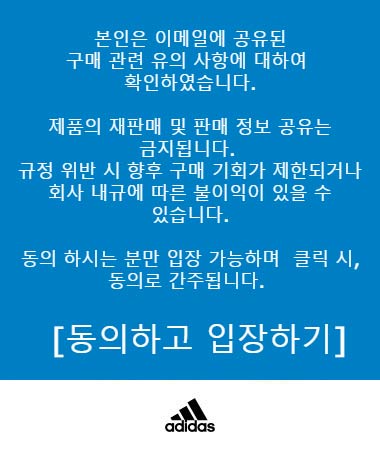 본인은 이메일에 공유된
구매 관련 유의 사항에 대하여
확인하였습니다.
제품의 재판매 및 판매 정보 공유는
금지됩니다.
규정 위반 시 향후 구매 기회가 제한되거나
회사 내규에 따른 불이익이 있을 수
있습니다.
동의 하시는 분만 입장 가능하며 클릭 시,
동의로 간주됩니다.
[동의하고 입장하기]
adidas